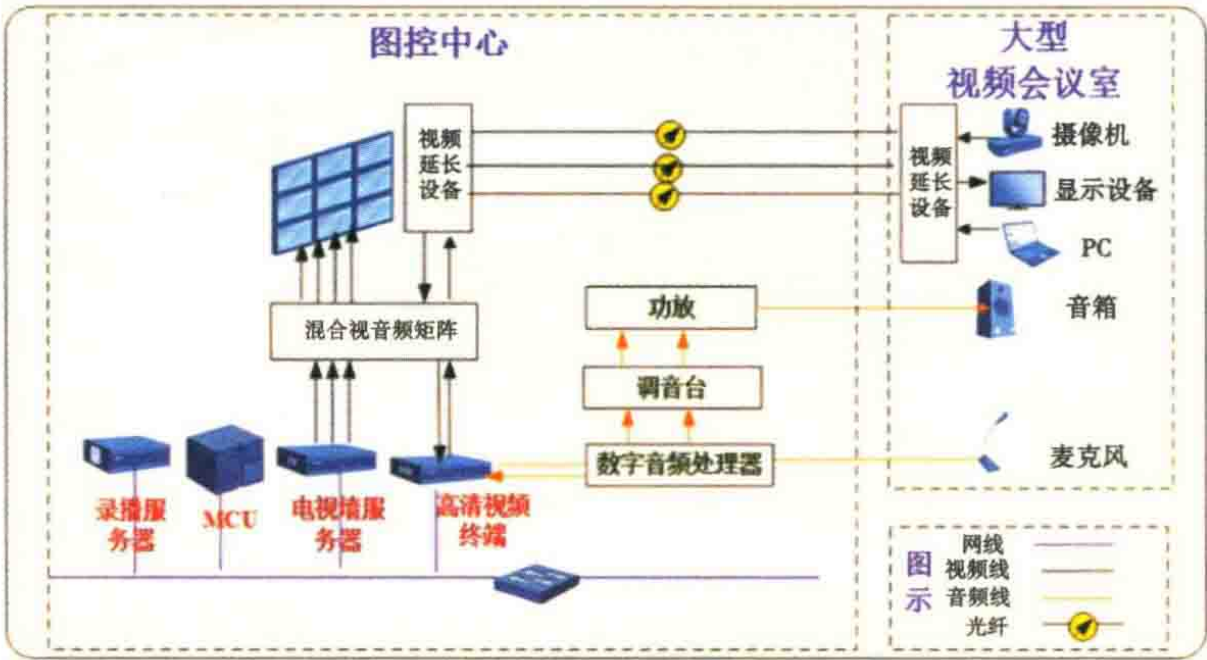 图控中心
大型
视频会议室
视频
延长
设备
视频
延长
设备
摄像机
显示设备
PC
混合视音频矩阵
功放
音箱
调音台
数字音频处理器
麦克风
录播服
务器
MCU
电视墙服
务器
高清视频
终端
图
示
网线
视频线
音频线
光纤